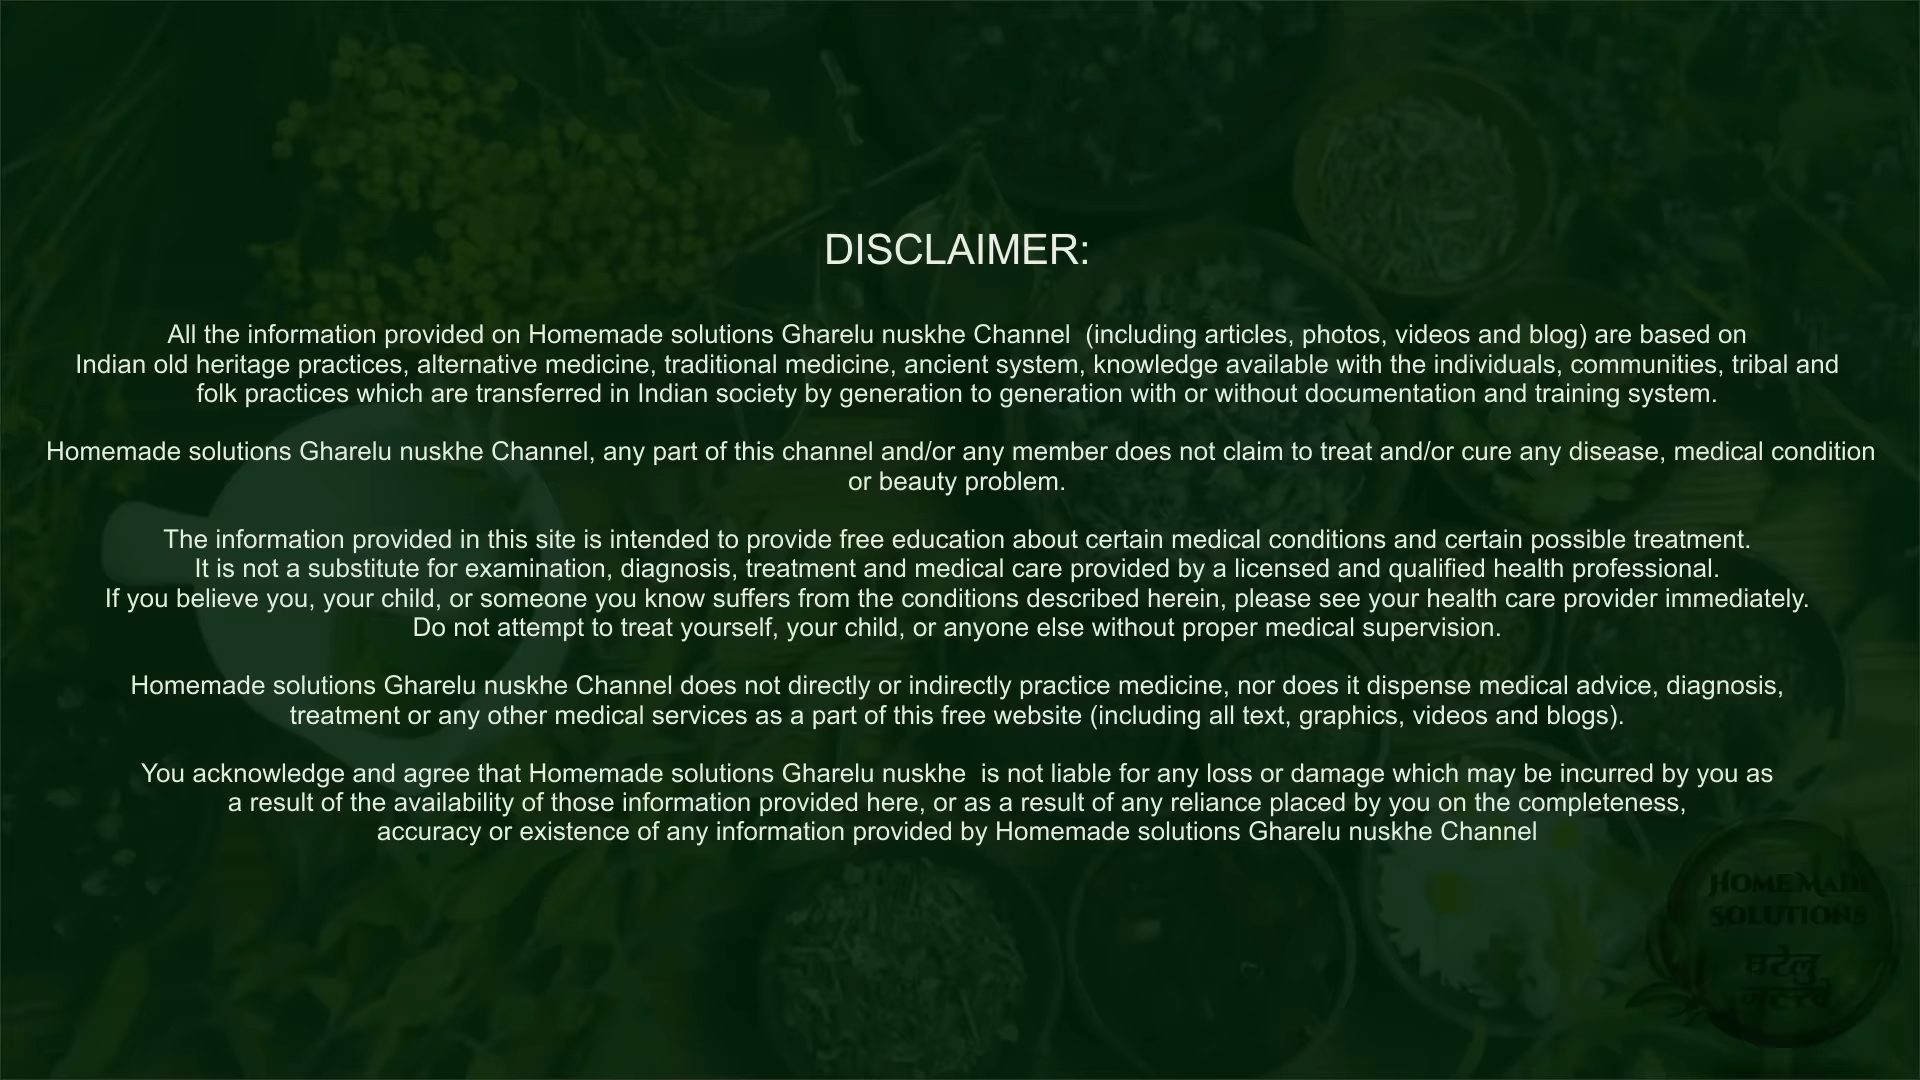 DISCLAIMER:
All the information provided on Homemade solutions Gharelu nuskhe Channel  (including articles, photos, videos and blog) are based on
Indian old heritage practices, alternative medicine, traditional medicine, ancient system, knowledge available with the individuals, communities, tribal and
folk practices which are transferred in Indian society by generation to generation with or without documentation and training system.
Homemade solutions Gharelu nuskhe Channel, any part of this channel and/or any member does not claim to treat and/or cure any disease, medical condition
or beauty problem.
The information provided in this site is intended to provide free education about certain medical conditions and certain possible treatment.
It is not a substitute for examination, diagnosis, treatment and medical care provided by a licensed and qualified health professional.
If you believe you, your child, or someone you know suffers from the conditions described herein, please see your health care provider immediately.
Do not attempt to treat yourself, your child, or anyone else without proper medical supervision.
Homemade solutions Gharelu nuskhe Channel does not directly or indirectly practice medicine, nor does it dispense medical advice, diagnosis,
treatment or any other medical services as a part of this free website (including all text, graphics, videos and blogs).
You acknowledge and agree that Homemade solutions Gharelu nuskhe  is not liable for any loss or damage which may be incurred by you as
a result of the availability of those information provided here, or as a result of any reliance placed by you on the completeness,
accuracy or existence of any information provided by Homemade solutions Gharelu nuskhe Channel
HOMEMADE
SOLUTIONS
घरेलु
नुस्खे